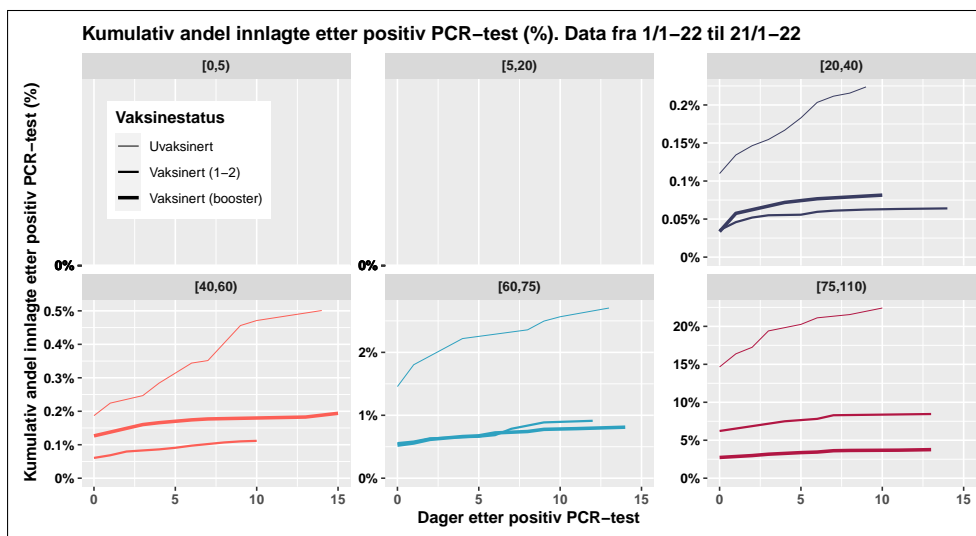 Kumulativ andel innlagte etter positiv PCR−test (%). Data fra 1/1−22 til 21/1−22
Kumulativ andel innlagte etter positiv PCR−test (%)
[0,5)
[5,20)
[20,40)
Vaksinestatus
Uvaksinert
Vaksinert (1−2)
Vaksinert (booster)
0%
0%
0.2%
0.1%
0.1%
0.05%
0%
[40,60)
[60,75)
[75,110)
0.5%
0.4%
0.3%
0.2%
0.1%
0%
2%
1%
0%
20%
15%
10%
5%
0%
0 5 10 15
0 5 10 15
0 5 10 15
Dager etter positiv PCR−test